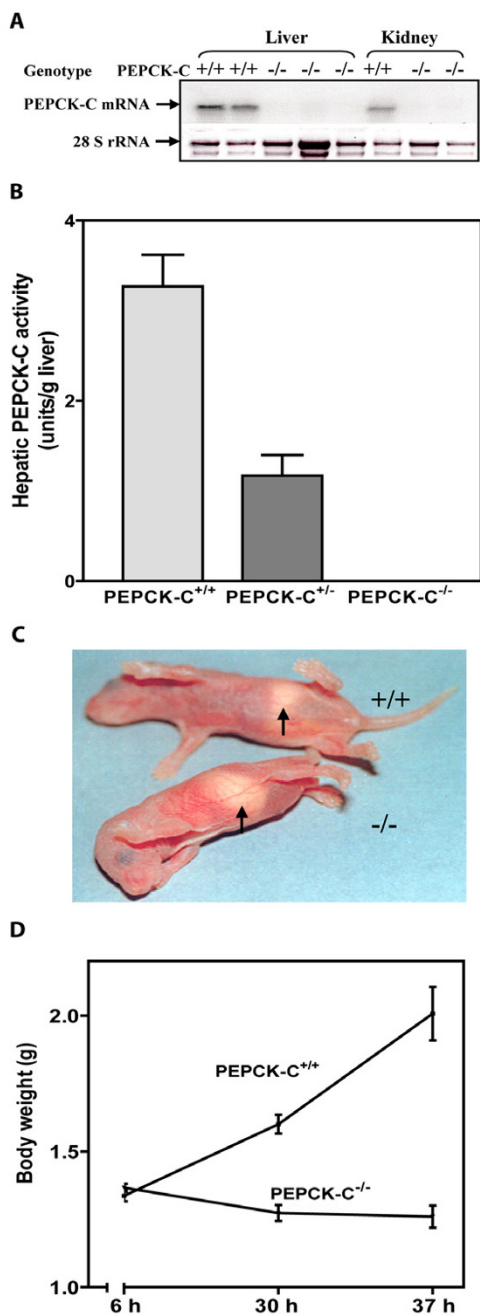 A
Liver Kidney
Genotype PEPCK-C +/+ +/+ -/- -/- -/- +/+ -/- -/-
PEPCK-C mRNA
28 S rRNA
B
Hepatic PEPCK-C activity
(units/g liver)
4
2
0
PEPCK-C+/+ PEPCK-C+/- PEPCK-C-/-
C
+/+
-/-
D
Body weight (g)
2.0
1.5
1.0
PEPCK-C+/+
PEPCK-C-/-
6 h 30 h 37 h